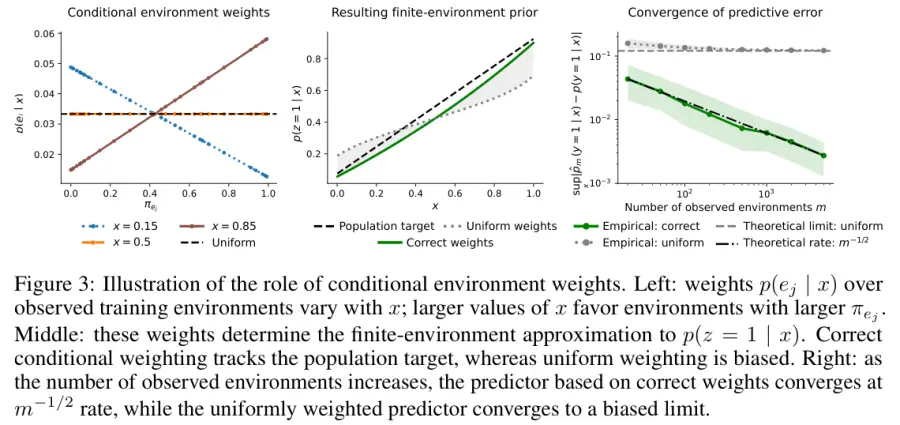 Conditional environment weights
0.06
0.05
0.04
0.03
0.02
p(e_j | x)
0.0 0.2 0.4 0.6 0.8 1.0
π_{e_j}
x = 0.15
x = 0.85
x = 0.5
Uniform
Resulting finite-environment prior
0.8
0.6
0.4
0.2
p(z = 1 | x)
0.0 0.2 0.4 0.6 0.8 1.0
x
Population target
Uniform weights
Correct weights
Convergence of predictive error
10⁻¹
10⁻²
10⁻³
sup_x |p̂_m(y = 1 | x) − p(y = 1 | x)|
10² 10³
Number of observed environments m
Empirical: correct
Theoretical limit: uniform
Empirical: uniform
Theoretical rate: m^{-1/2}
Figure 3: Illustration of the role of conditional environment weights. Left: weights p(e_j | x) over
observed training environments vary with x; larger values of x favor environments with larger π_{e_j}.
Middle: these weights determine the finite-environment approximation to p(z = 1 | x). Correct
conditional weighting tracks the population target, whereas uniform weighting is biased. Right: as
the number of observed environments increases, the predictor based on correct weights converges at
m^{-1/2} rate, while the uniformly weighted predictor converges to a biased limit.